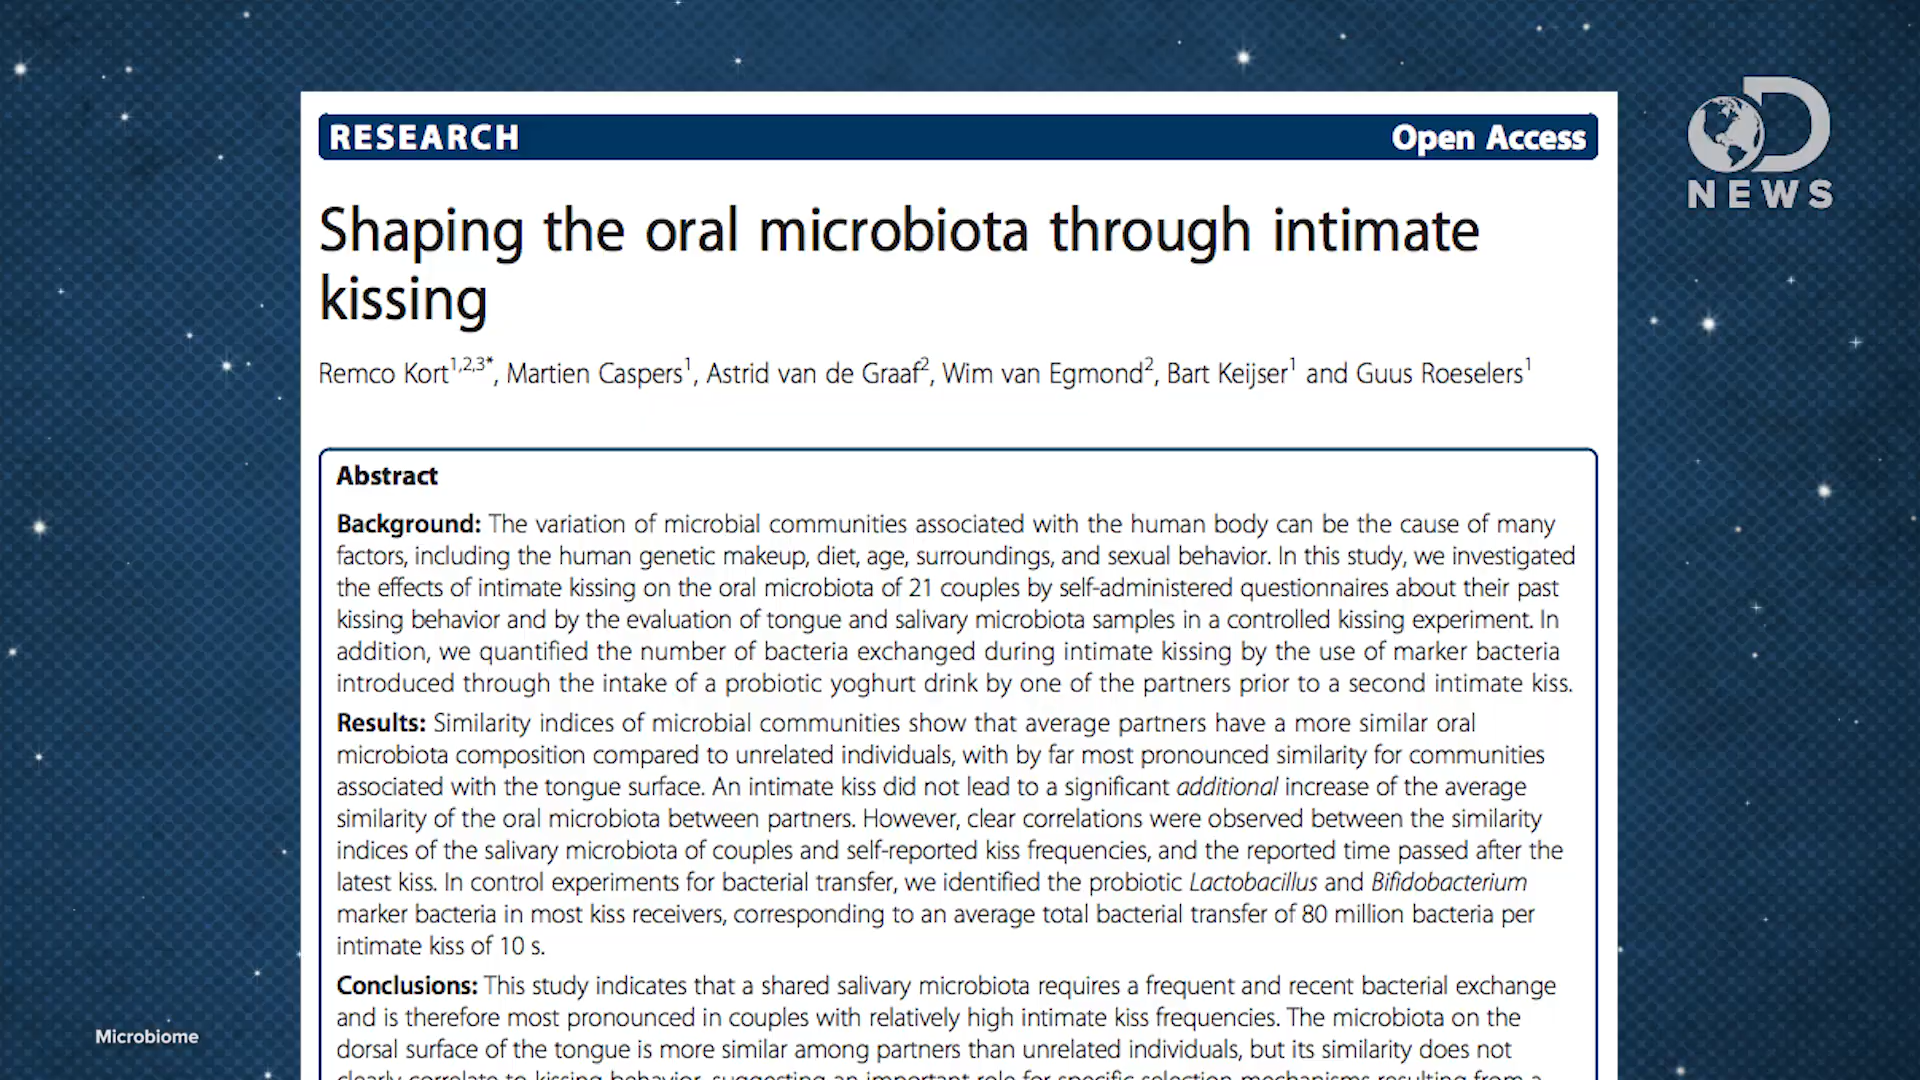 RESEARCH Open Access
D
NEWS
Shaping the oral microbiota through intimate
kissing
Remco Kort1,2,3*, Martien Caspers1, Astrid van de Graaf2, Wim van Egmond2, Bart Keijser1 and Guus Roeselers1
Abstract
Background: The variation of microbial communities associated with the human body can be the cause of many
factors, including the human genetic makeup, diet, age, surroundings, and sexual behavior. In this study, we investigated
the effects of intimate kissing on the oral microbiota of 21 couples by self-administered questionnaires about their past
kissing behavior and by the evaluation of tongue and salivary microbiota samples in a controlled kissing experiment. In
addition, we quantified the number of bacteria exchanged during intimate kissing by the use of marker bacteria
introduced through the intake of a probiotic yoghurt drink by one of the partners prior to a second intimate kiss.
Results: Similarity indices of microbial communities show that average partners have a more similar oral
microbiota composition compared to unrelated individuals, with by far most pronounced similarity for communities
associated with the tongue surface. An intimate kiss did not lead to a significant additional increase of the average
similarity of the oral microbiota between partners. However, clear correlations were observed between the similarity
indices of the salivary microbiota of couples and self-reported kiss frequencies, and the reported time passed after the
latest kiss. In control experiments for bacterial transfer, we identified the probiotic Lactobacillus and Bifidobacterium
marker bacteria in most kiss receivers, corresponding to an average total bacterial transfer of 80 million bacteria per
intimate kiss of 10 s.
Conclusions: This study indicates that a shared salivary microbiota requires a frequent and recent bacterial exchange
and is therefore most pronounced in couples with relatively high intimate kiss frequencies. The microbiota on the
dorsal surface of the tongue is more similar among partners than unrelated individuals, but its similarity does not
clearly correlate to kissing behavior, suggesting an important role for specific selection mechanisms resulting from a
Microbiome